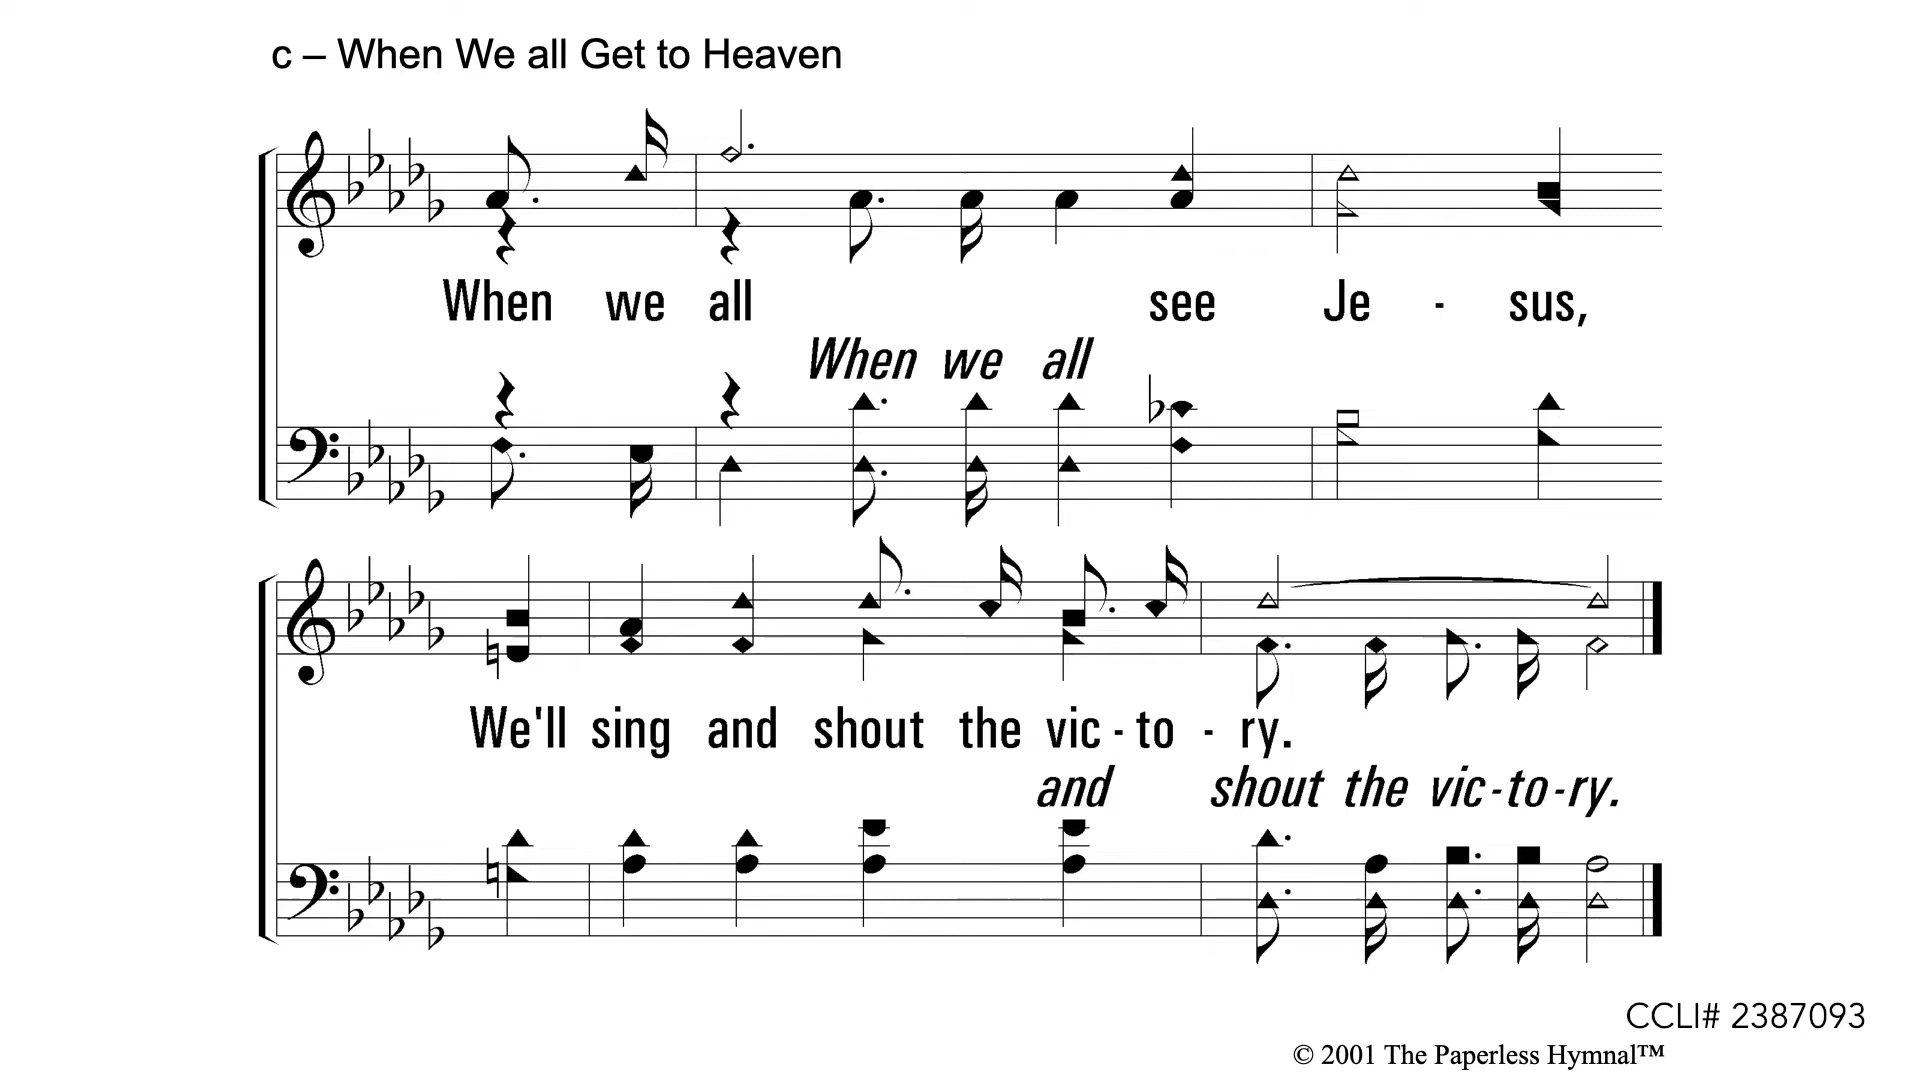 c – When We all Get to Heaven
When we all see Je - sus,
When we all
We'll sing and shout the vic - to - ry.
and shout the vic-to-ry.
CCLI# 2387093
© 2001 The Paperless Hymnal™